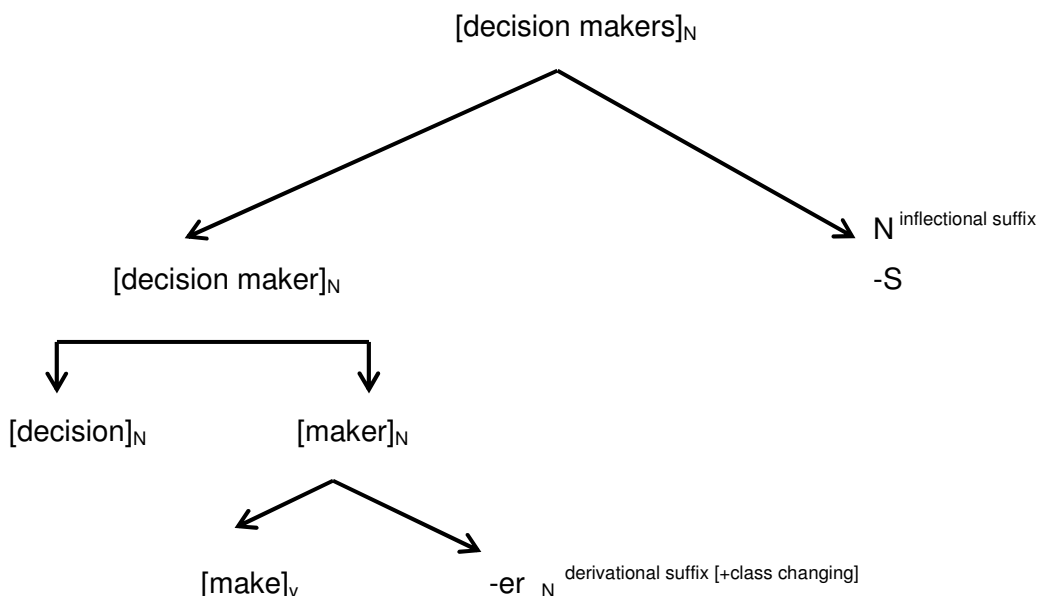 [decision makers]N
N inflectional suffix
[decision maker]N
-S
[decision]N [maker]N
[make]v -er N derivational suffix [+class changing]